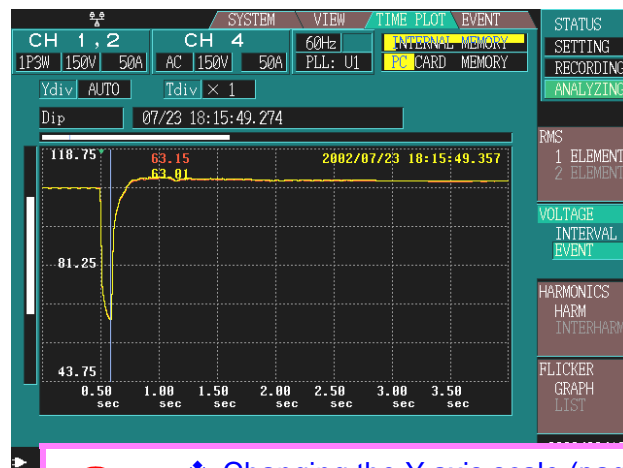 SYSTEM VIEW TIME PLOT EVENT
STATUS
CH 1,2 CH 4 60Hz INTERNAL MEMORY
SETTING
1P3W 150V 50A AC 150V 50A PLL: U1 PC CARD MEMORY
RECORDING
Ydiv AUTO Tdiv × 1
ANALYZING
Dip 07/23 18:15:49.274
RMS
1 ELEMENT
2 ELEMENT
118.75 63.15 2002/07/23 18:15:49.357
63.01
VOLTAGE
INTERVAL
EVENT
81.25
HARMONICS
HARM
INTERHARM
43.75
FLICKER
GRAPH
LIST
0.50 1.00 1.50 2.00 2.50 3.00 3.50
sec sec sec sec sec sec sec